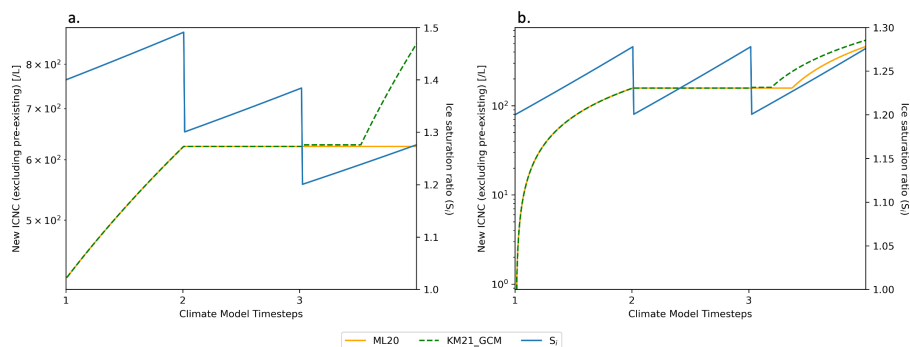 a.
New ICNC (excluding pre-existing) [/L]
8 × 10²
7 × 10²
6 × 10²
5 × 10²
1.5
1.4
1.3
1.2
1.1
1.0
Ice saturation ratio (Sᵢ)
1 2 3
Climate Model Timesteps
b.
New ICNC (excluding pre-existing) [/L]
10²
10¹
10⁰
1.30
1.25
1.20
1.15
1.10
1.05
1.00
Ice saturation ratio (Sᵢ)
1 2 3
Climate Model Timesteps
ML20 KM21_GCM Sᵢ